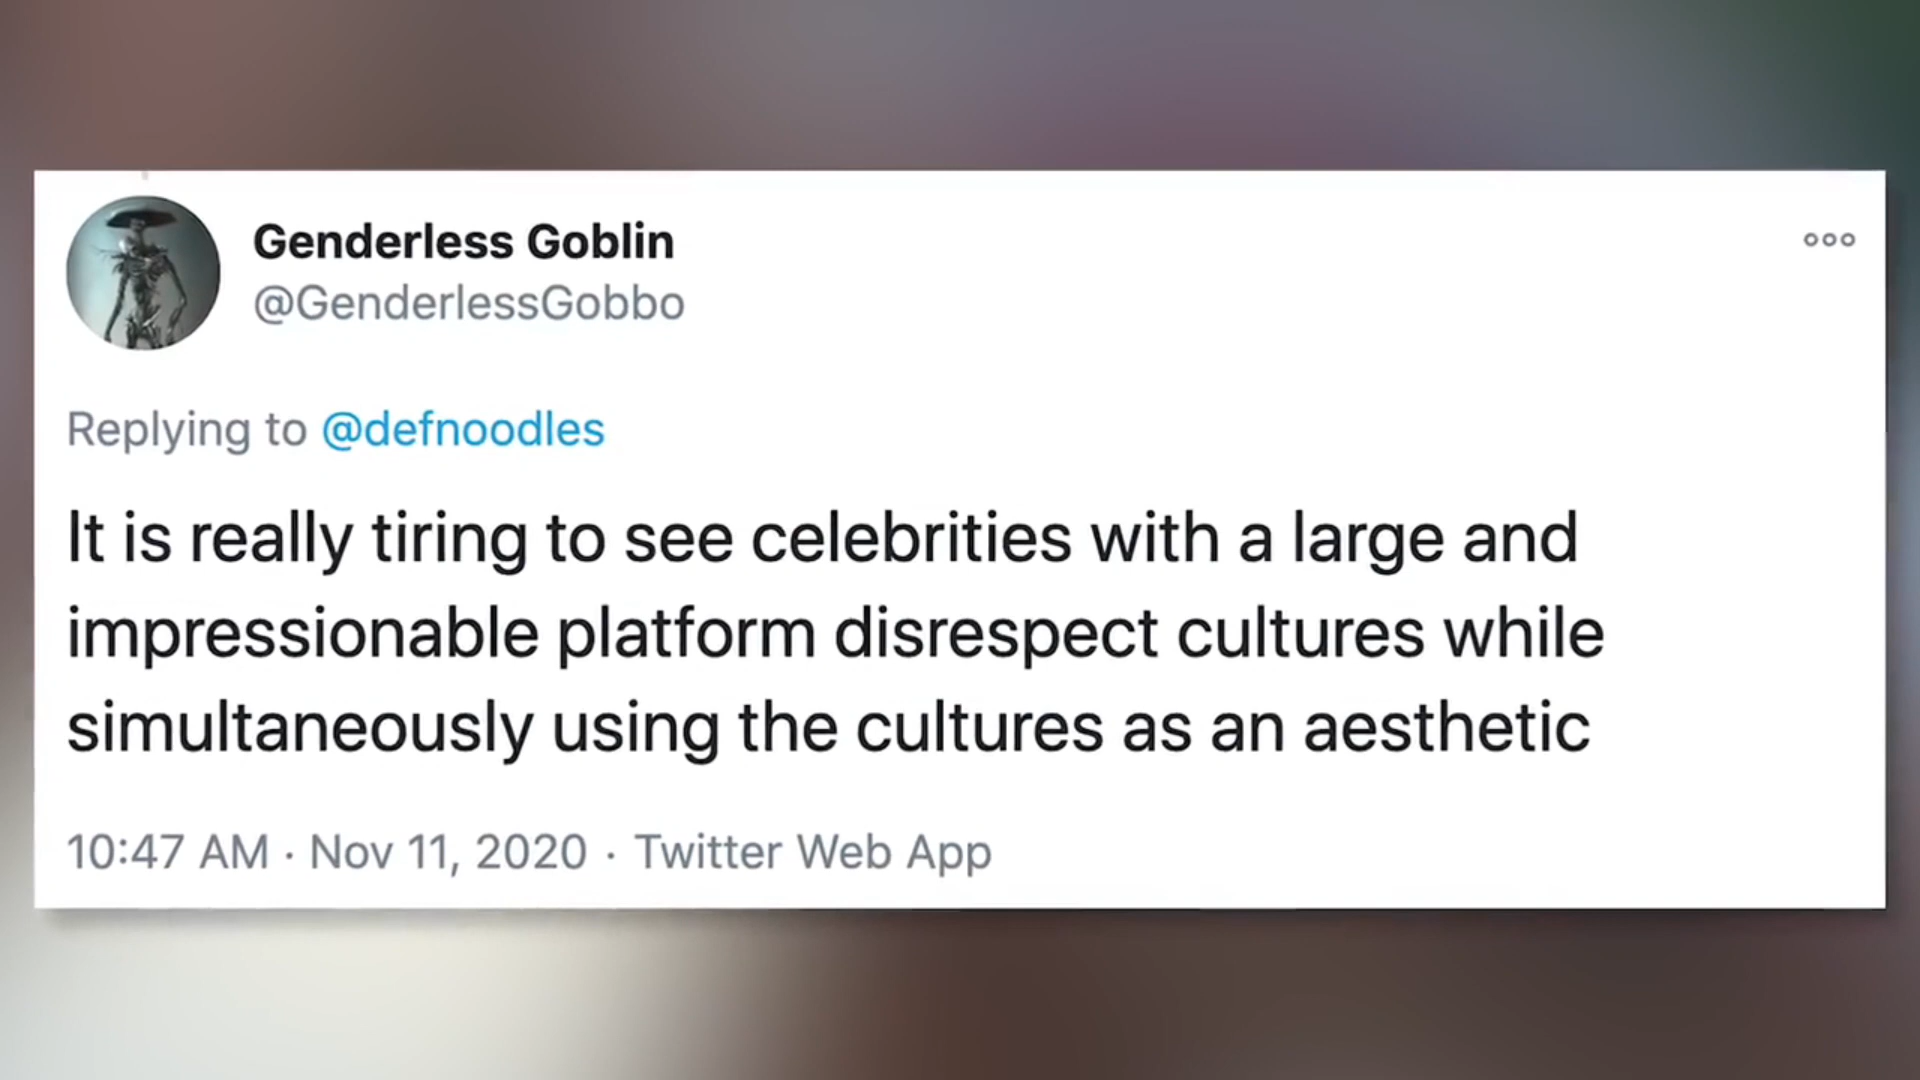 Genderless Goblin
@GenderlessGobbo
Replying to @defnoodles
It is really tiring to see celebrities with a large and
impressionable platform disrespect cultures while
simultaneously using the cultures as an aesthetic
10:47 AM · Nov 11, 2020 · Twitter Web App